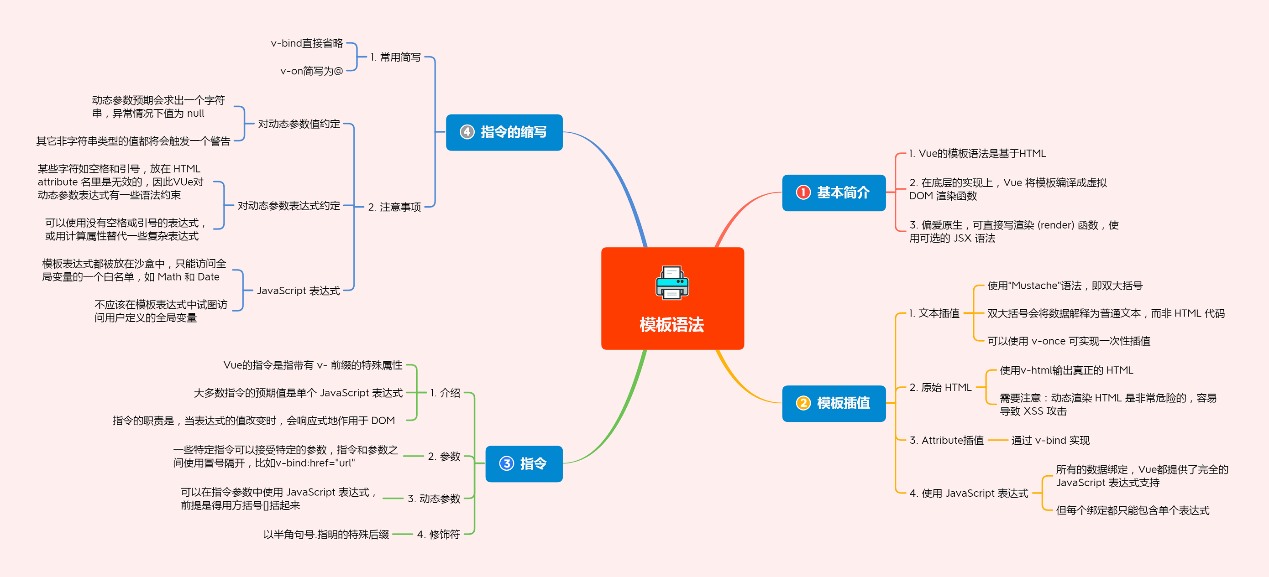 模板语法
① 基本简介
1. Vue的模板语法是基于HTML
2. 在底层的实现上，Vue 将模板编译成虚拟
DOM 渲染函数
3. 偏爱原生，可直接写渲染 (render) 函数，使
用可选的 JSX 语法
② 模板插值
1. 文本插值
使用"Mustache"语法，即双大括号
双大括号会将数据解释为普通文本，而非 HTML 代码
可以使用 v-once 可实现一次性插值
2. 原始 HTML
使用v-html输出真正的 HTML
需要注意：动态渲染 HTML 是非常危险的，容易
导致 XSS 攻击
3. Attribute插值
通过 v-bind 实现
4. 使用 JavaScript 表达式
所有的数据绑定，Vue都提供了完全的
JavaScript 表达式支持
但每个绑定都只能包含单个表达式
③ 指令
1. 介绍
Vue的指令是指带有 v- 前缀的特殊属性
大多数指令的预期值是单个 JavaScript 表达式
指令的职责是，当表达式的值改变时，会响应式地作用于 DOM
2. 参数
一些特定指令可以接受特定的参数，指令和参数之
间使用冒号隔开，比如v-bind:href="url"
3. 动态参数
可以在指令参数中使用 JavaScript 表达式，
前提是得用方括号[]括起来
4. 修饰符
以半角句号.指明的特殊后缀
④ 指令的缩写
1. 常用简写
v-bind直接省略
v-on简写为@
2. 注意事项
对动态参数值约定
动态参数预期会求出一个字符
串，异常情况下值为 null
其它非字符串类型的值都将会触发一个警告
对动态参数表达式约定
某些字符如空格和引号，放在 HTML
attribute 名里是无效的，因此VUe对
动态参数表达式有一些语法约束
可以使用没有空格或引号的表达式，
或用计算属性替代一些复杂表达式
JavaScript 表达式
模板表达式都被放在沙盒中，只能访问全
局变量的一个白名单，如 Math 和 Date
不应该在模板表达式中试图访
问用户定义的全局变量